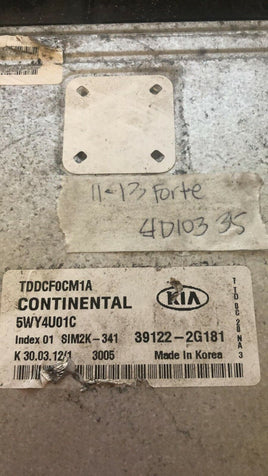 11-13 Forte
4D103 35
TDDCF0CM1A
CONTINENTAL
KIA
5WY4U01C
Index 01 SIM2K-341 39122-2G181
K 30.03.12/1 3005 Made In Korea